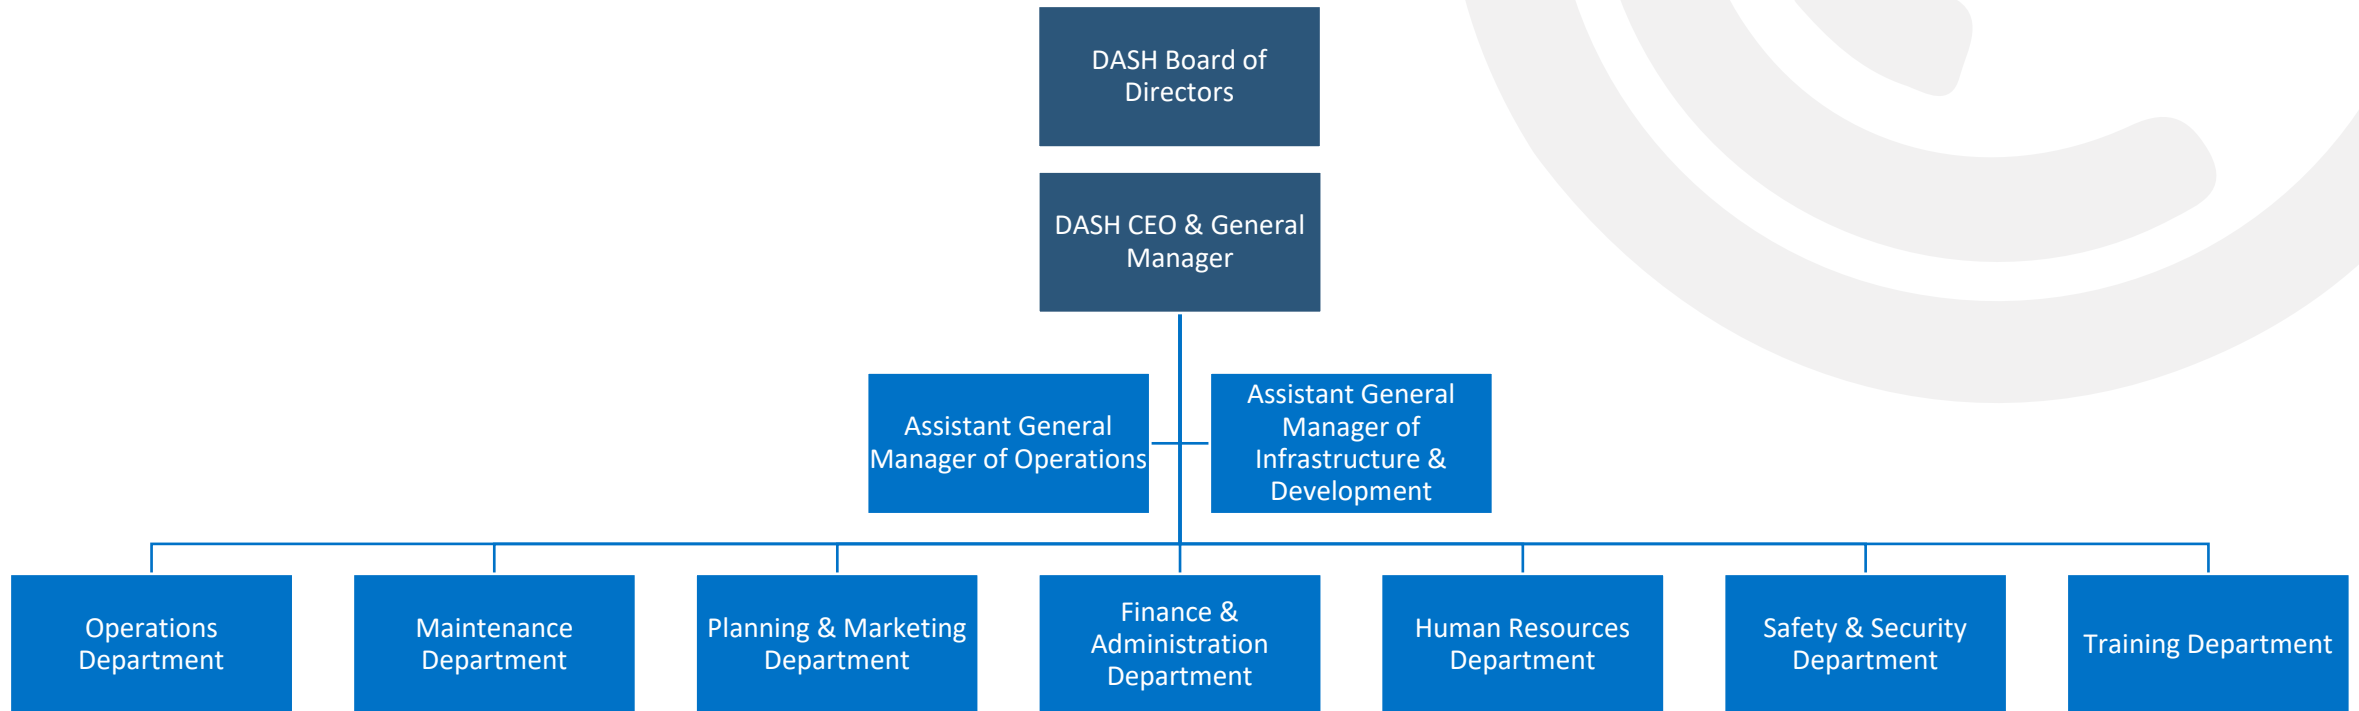 DASH Board of
Directors
DASH CEO & General
Manager
Assistant General
Manager of Operations
Assistant General
Manager of
Infrastructure &
Development
Operations
Department
Maintenance
Department
Planning & Marketing
Department
Finance &
Administration
Department
Human Resources
Department
Safety & Security
Department
Training Department